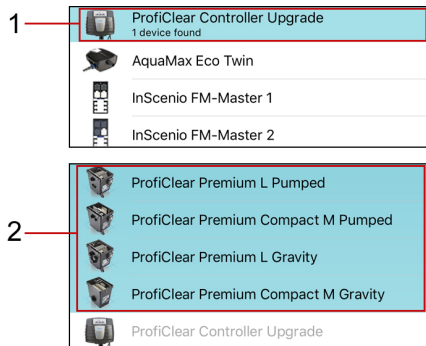 1
ProfiClear Controller Upgrade
1 device found
AquaMax Eco Twin
InScenio FM-Master 1
InScenio FM-Master 2
2
ProfiClear Premium L Pumped
ProfiClear Premium Compact M Pumped
ProfiClear Premium L Gravity
ProfiClear Premium Compact M Gravity
ProfiClear Controller Upgrade